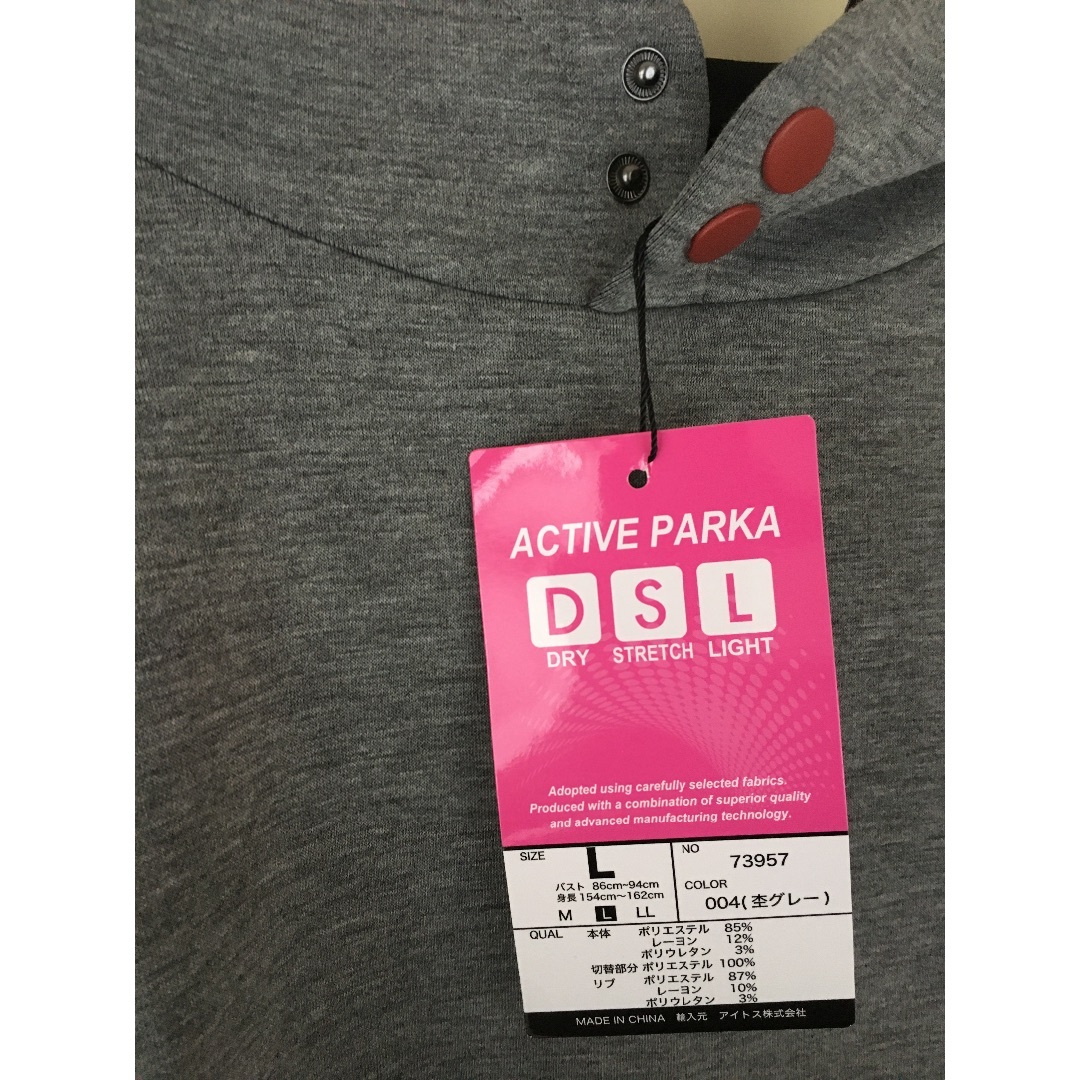 ACTIVE PARKA
D S L
DRY STRETCH LIGHT
Adopted using carefully selected fabrics.
Produced with a combination of superior quality
and advanced manufacturing technology.
SIZE L
バスト 86cm~94cm
身長 154cm~162cm
M L LL
NO
73957
COLOR
004(杢グレー)
QUAL 本体 ポリエステル 85%
レーヨン 12%
ポリウレタン 3%
切替部分 ポリエステル 100%
リブ ポリエステル 87%
レーヨン 10%
ポリウレタン 3%
MADE IN CHINA 輸入元 アイトス株式会社